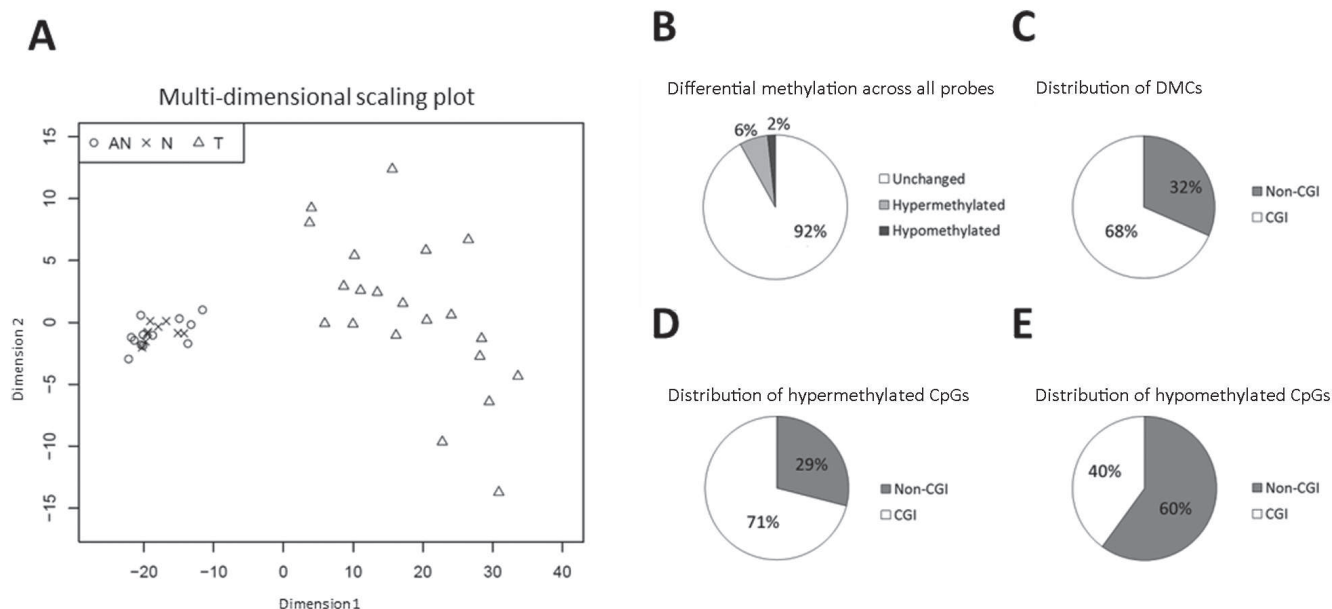 A
Multi-dimensional scaling plot
AN N T
15
10
5
0
−5
−10
−15
Dimension 2
−20 −10 0 10 20 30 40
Dimension1
B
Differential methylation across all probes
6% 2%
92%
Unchanged
Hypermethylated
Hypomethylated
C
Distribution of DMCs
32%
68%
Non-CGI
CGI
D
Distribution of hypermethylated CpGs
29%
71%
Non-CGI
CGI
E
Distribution of hypomethylated CpGs
40%
60%
Non-CGI
CGI